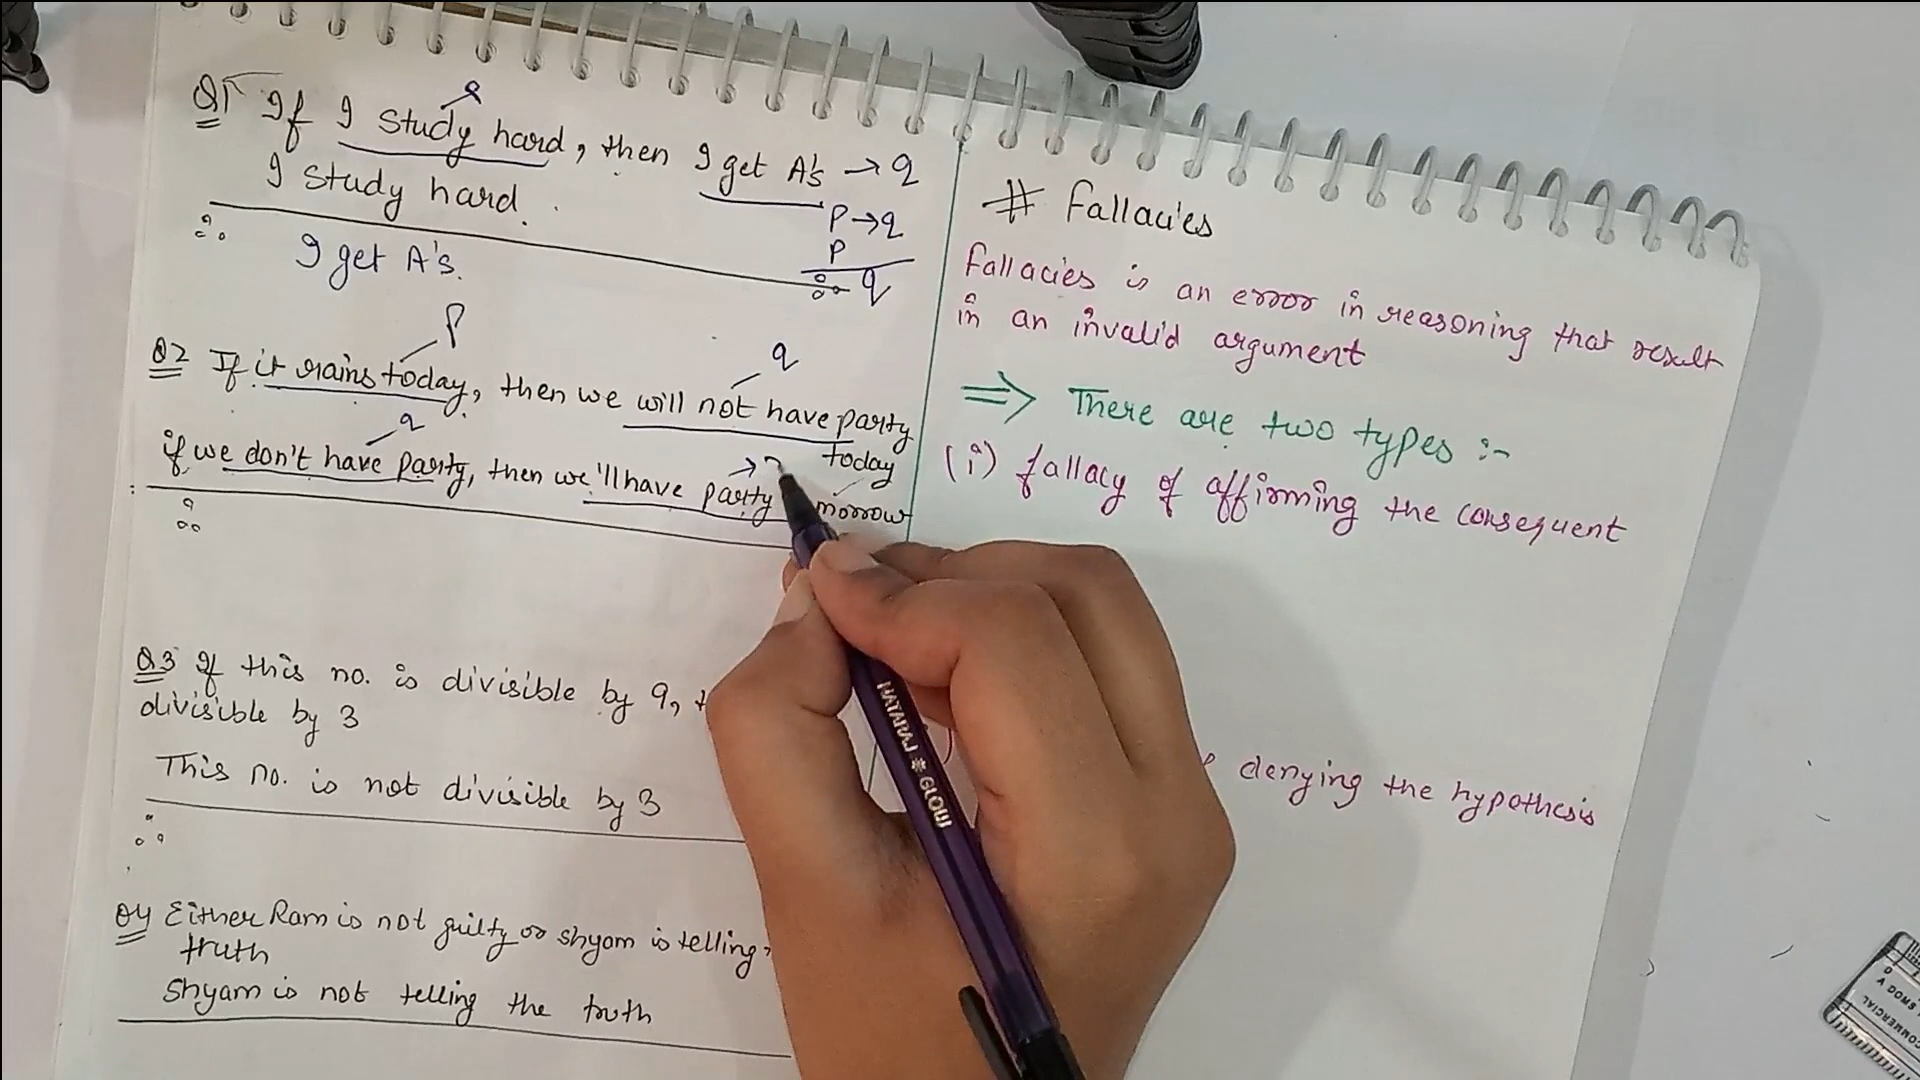 Q1 If I study hard, then I get A's → q
I study hard.
p→q
p
∴ q
∴ I get A's.
p
q
Q2 If it rains today, then we will not have party
today
q
if we don't have party, then we'll have party morrow
→
∴
Q3 If this no. is divisible by 9, t
divisible by 3
This no. is not divisible by 3
∴
Q4 Either Ram is not guilty or shyam is telling
truth
Shyam is not telling the truth
# Fallacies
Fallacies is an error in reasoning that result
in an invalid argument
⇒ There are two types :-
(i) fallacy of affirming the consequent
denying the hypothesis
NATARAJ * GLOW